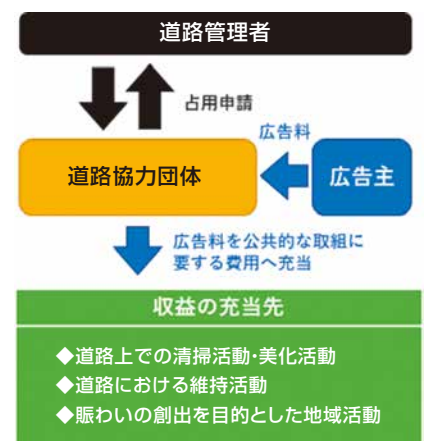 道路管理者
占用申請
広告料
道路協力団体
広告主
広告料を公共的な取組に
要する費用へ充当
収益の充当先
◆道路上での清掃活動・美化活動
◆道路における維持活動
◆賑わいの創出を目的とした地域活動